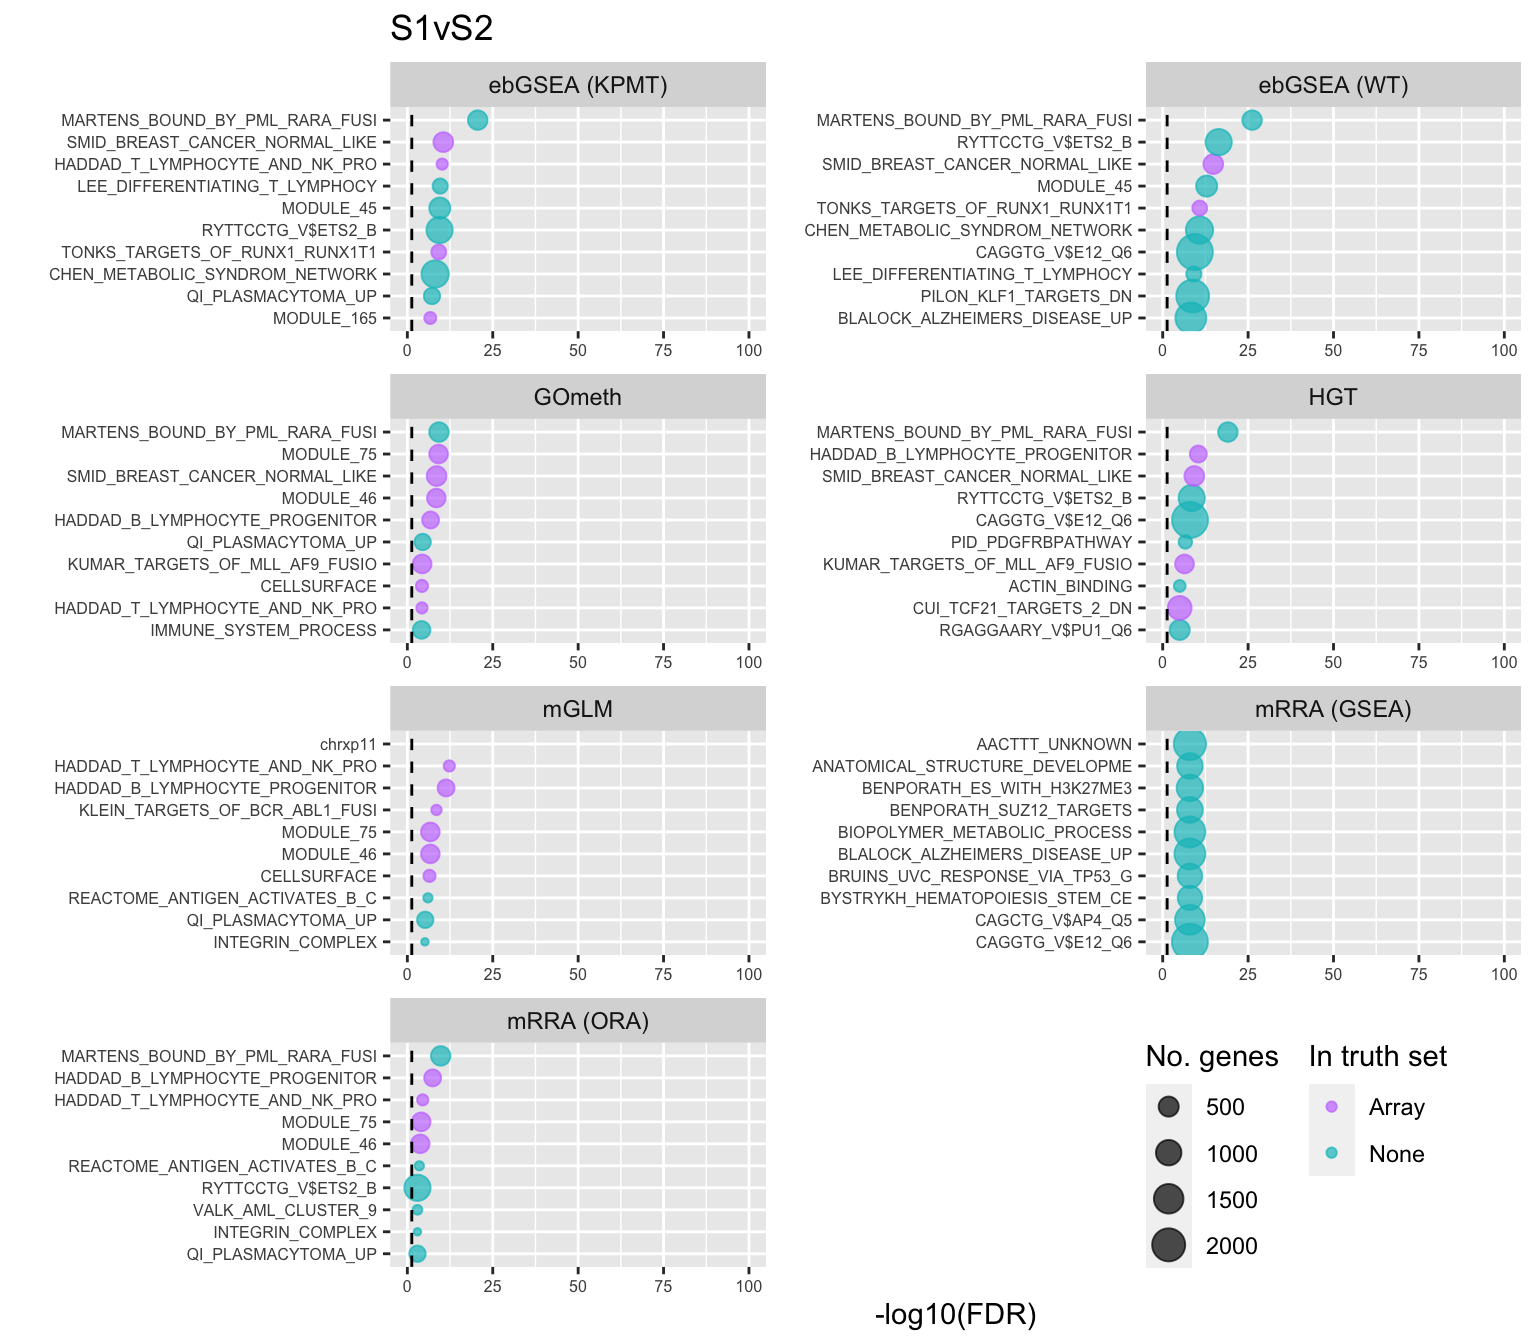 S1vS2
ebGSEA (KPMT)
MARTENS_BOUND_BY_PML_RARA_FUSI
SMID_BREAST_CANCER_NORMAL_LIKE
HADDAD_T_LYMPHOCYTE_AND_NK_PRO
LEE_DIFFERENTIATING_T_LYMPHOCY
MODULE_45
RYTTCCTG_V$ETS2_B
TONKS_TARGETS_OF_RUNX1_RUNX1T1
CHEN_METABOLIC_SYNDROM_NETWORK
QI_PLASMACYTOMA_UP
MODULE_165
0 25 50 75 100
ebGSEA (WT)
MARTENS_BOUND_BY_PML_RARA_FUSI
RYTTCCTG_V$ETS2_B
SMID_BREAST_CANCER_NORMAL_LIKE
MODULE_45
TONKS_TARGETS_OF_RUNX1_RUNX1T1
CHEN_METABOLIC_SYNDROM_NETWORK
CAGGTG_V$E12_Q6
LEE_DIFFERENTIATING_T_LYMPHOCY
PILON_KLF1_TARGETS_DN
BLALOCK_ALZHEIMERS_DISEASE_UP
0 25 50 75 100
GOmeth
MARTENS_BOUND_BY_PML_RARA_FUSI
MODULE_75
SMID_BREAST_CANCER_NORMAL_LIKE
MODULE_46
HADDAD_B_LYMPHOCYTE_PROGENITOR
QI_PLASMACYTOMA_UP
KUMAR_TARGETS_OF_MLL_AF9_FUSIO
CELLSURFACE
HADDAD_T_LYMPHOCYTE_AND_NK_PRO
IMMUNE_SYSTEM_PROCESS
0 25 50 75 100
HGT
MARTENS_BOUND_BY_PML_RARA_FUSI
HADDAD_B_LYMPHOCYTE_PROGENITOR
SMID_BREAST_CANCER_NORMAL_LIKE
RYTTCCTG_V$ETS2_B
CAGGTG_V$E12_Q6
PID_PDGFRBPATHWAY
KUMAR_TARGETS_OF_MLL_AF9_FUSIO
ACTIN_BINDING
CUI_TCF21_TARGETS_2_DN
RGAGGAARY_V$PU1_Q6
0 25 50 75 100
mGLM
chrxp11
HADDAD_T_LYMPHOCYTE_AND_NK_PRO
HADDAD_B_LYMPHOCYTE_PROGENITOR
KLEIN_TARGETS_OF_BCR_ABL1_FUSI
MODULE_75
MODULE_46
CELLSURFACE
REACTOME_ANTIGEN_ACTIVATES_B_C
QI_PLASMACYTOMA_UP
INTEGRIN_COMPLEX
0 25 50 75 100
mRRA (GSEA)
AACTTT_UNKNOWN
ANATOMICAL_STRUCTURE_DEVELOPME
BENPORATH_ES_WITH_H3K27ME3
BENPORATH_SUZ12_TARGETS
BIOPOLYMER_METABOLIC_PROCESS
BLALOCK_ALZHEIMERS_DISEASE_UP
BRUINS_UVC_RESPONSE_VIA_TP53_G
BYSTRYKH_HEMATOPOIESIS_STEM_CE
CAGCTG_V$AP4_Q5
CAGGTG_V$E12_Q6
0 25 50 75 100
mRRA (ORA)
MARTENS_BOUND_BY_PML_RARA_FUSI
HADDAD_B_LYMPHOCYTE_PROGENITOR
HADDAD_T_LYMPHOCYTE_AND_NK_PRO
MODULE_75
MODULE_46
REACTOME_ANTIGEN_ACTIVATES_B_C
RYTTCCTG_V$ETS2_B
VALK_AML_CLUSTER_9
INTEGRIN_COMPLEX
QI_PLASMACYTOMA_UP
0 25 50 75 100
No. genes
500
1000
1500
2000
In truth set
Array
None
-log10(FDR)